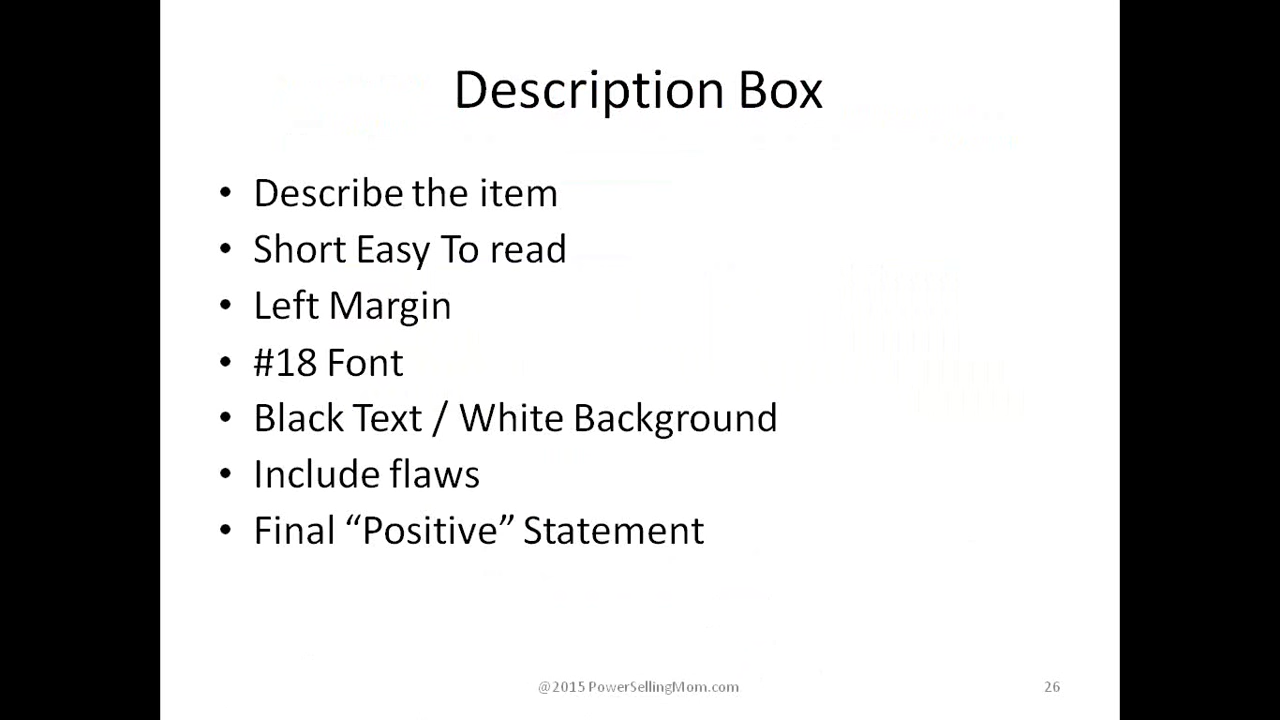 Description Box
• Describe the item
• Short Easy To read
• Left Margin
• #18 Font
• Black Text / White Background
• Include flaws
• Final “Positive” Statement
@2015 PowerSellingMom.com
26